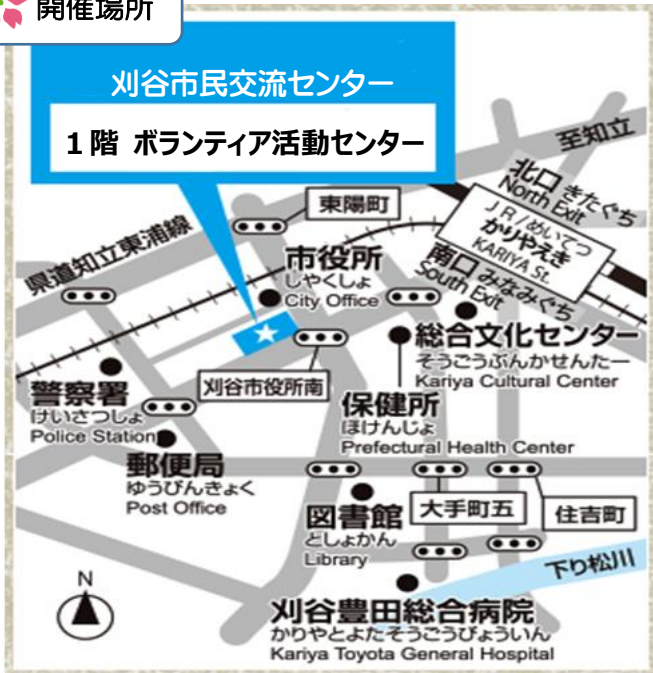 開催場所
刈谷市民交流センター
1階 ボランティア活動センター
至知立
北口 きたぐち
North Exit
JR/めいてつ
かりやえき
KARIYA St.
南口 みなみぐち
South Exit
東陽町
県道知立東浦線
市役所
しやくしょ
City Office
総合文化センター
そうごうぶんかせんたー
Kariya Cultural Center
刈谷市役所南
警察署
けいさつしょ
Police Station
保健所
ほけんじょ
Prefectural Health Center
郵便局
ゆうびんきょく
Post Office
図書館
としょかん
Library
大手町五
住吉町
下り松川
N
刈谷豊田総合病院
かりやとよたそうごうびょういん
Kariya Toyota General Hospital